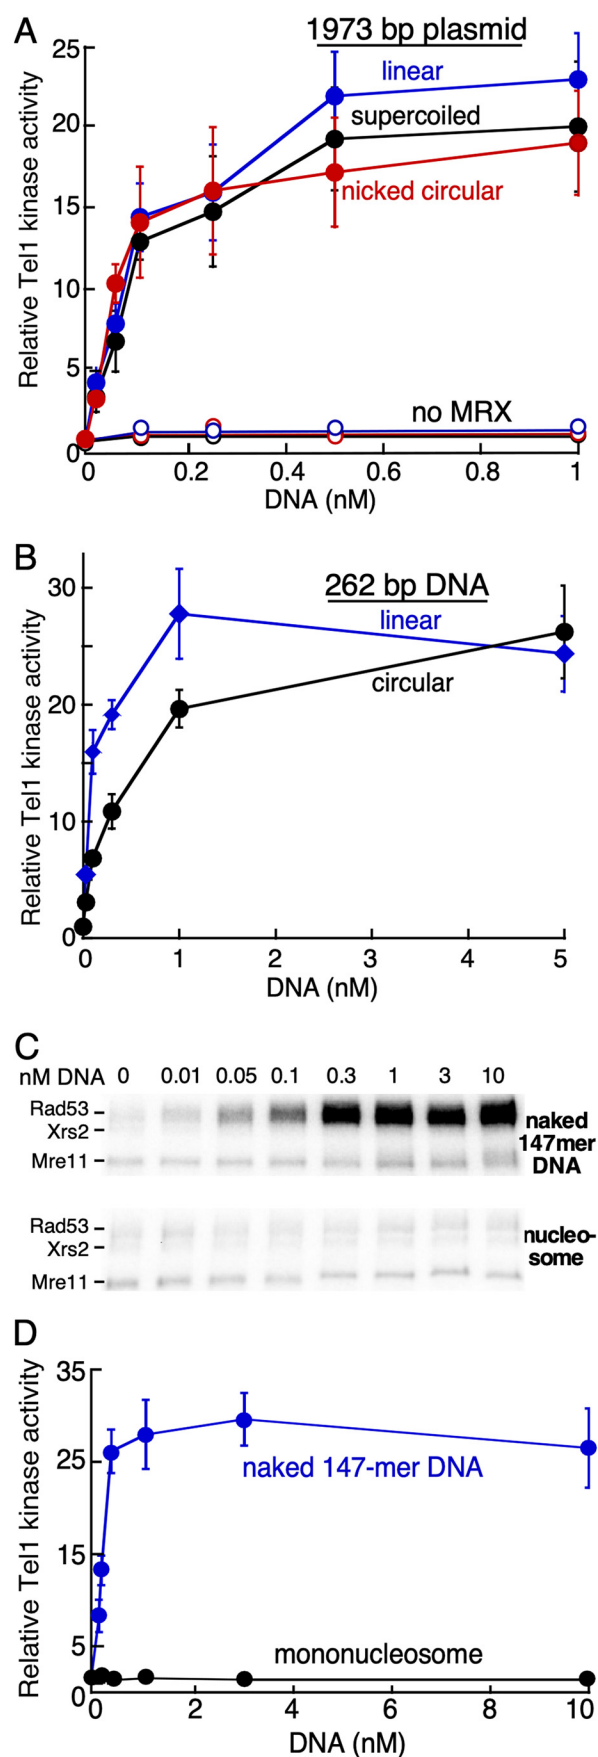 A
1973 bp plasmid
linear
supercoiled
nicked circular
no MRX
Relative Tel1 kinase activity
25
20
15
10
5
0
0 0.2 0.4 0.6 0.8 1
DNA (nM)
B
262 bp DNA
linear
circular
Relative Tel1 kinase activity
30
20
10
0
0 1 2 3 4 5
DNA (nM)
C
nM DNA 0 0.01 0.05 0.1 0.3 1 3 10
Rad53
Xrs2
Mre11
naked
147mer
DNA
Rad53
Xrs2
Mre11
nucleo-
some
D
Relative Tel1 kinase activity
35
25
15
5
0
naked 147-mer DNA
mononucleosome
0 2 4 6 8 10
DNA (nM)